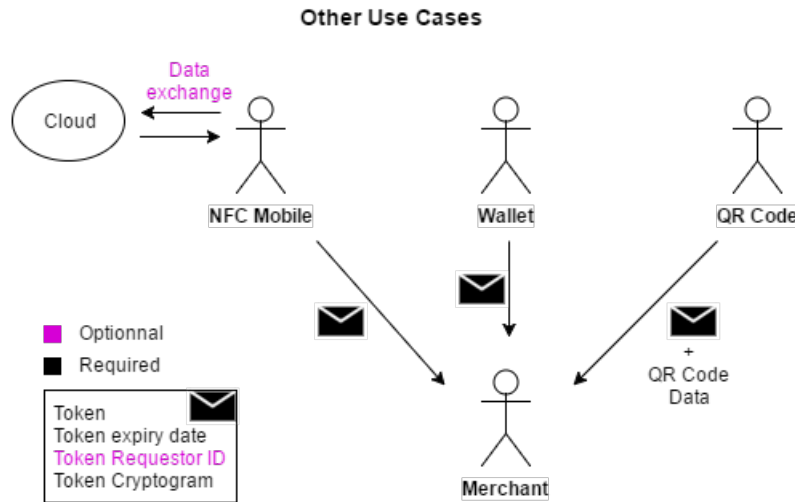 Other Use Cases
Data
exchange
Cloud
NFC Mobile
Wallet
QR Code
Optionnal
Required
+
QR Code
Data
Token
Token expiry date
Token Requestor ID
Token Cryptogram
Merchant